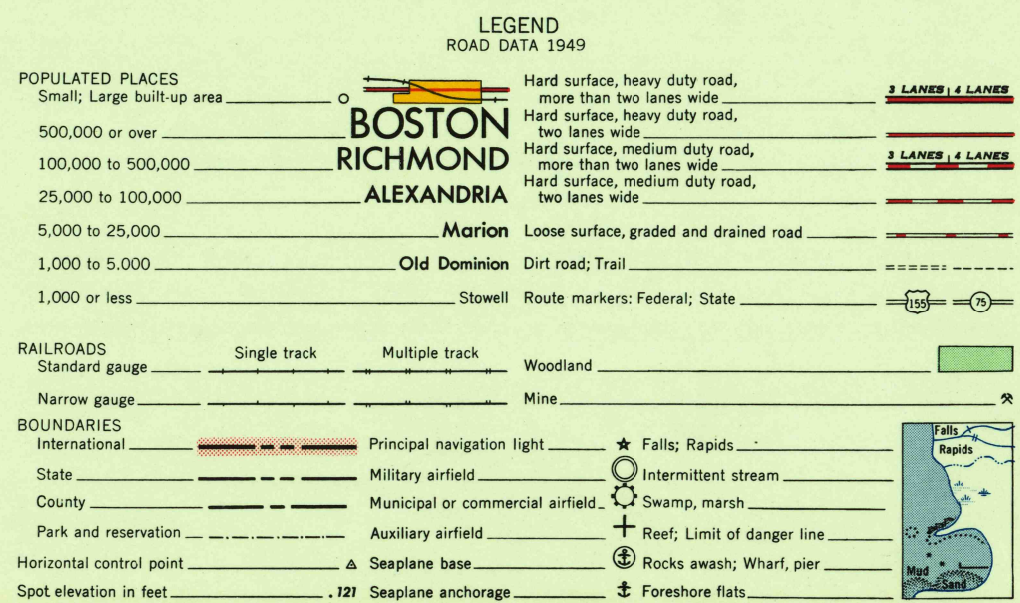 LEGEND
ROAD DATA 1949
POPULATED PLACES
Small; Large built-up area
500,000 or over
BOSTON
100,000 to 500,000
RICHMOND
25,000 to 100,000
ALEXANDRIA
5,000 to 25,000
Marion
1,000 to 5.000
Old Dominion
1,000 or less
Stowell
Hard surface, heavy duty road,
more than two lanes wide
3 LANES 4 LANES
Hard surface, heavy duty road,
two lanes wide
Hard surface, medium duty road,
more than two lanes wide
3 LANES 4 LANES
Hard surface, medium duty road,
two lanes wide
Loose surface, graded and drained road
Dirt road; Trail
Route markers: Federal; State
155
75
RAILROADS
Single track
Multiple track
Standard gauge
Narrow gauge
Woodland
Mine
BOUNDARIES
International
State
County
Park and reservation
Horizontal control point
Spot elevation in feet
.121
Principal navigation light
Military airfield
Municipal or commercial airfield
Auxiliary airfield
Seaplane base
Seaplane anchorage
Falls; Rapids
Intermittent stream
Swamp, marsh
Reef; Limit of danger line
Rocks awash; Wharf, pier
Foreshore flats
Falls
Rapids
Mud
Sand